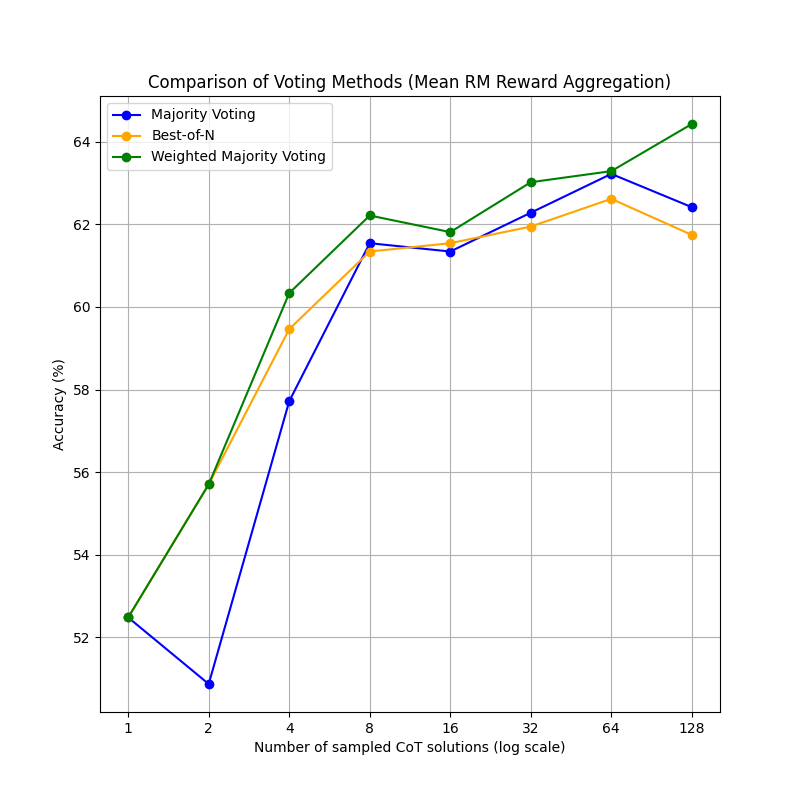 Comparison of Voting Methods (Mean RM Reward Aggregation)
Majority Voting
Best-of-N
Weighted Majority Voting
Accuracy (%)
64
62
60
58
56
54
52
1 2 4 8 16 32 64 128
Number of sampled CoT solutions (log scale)